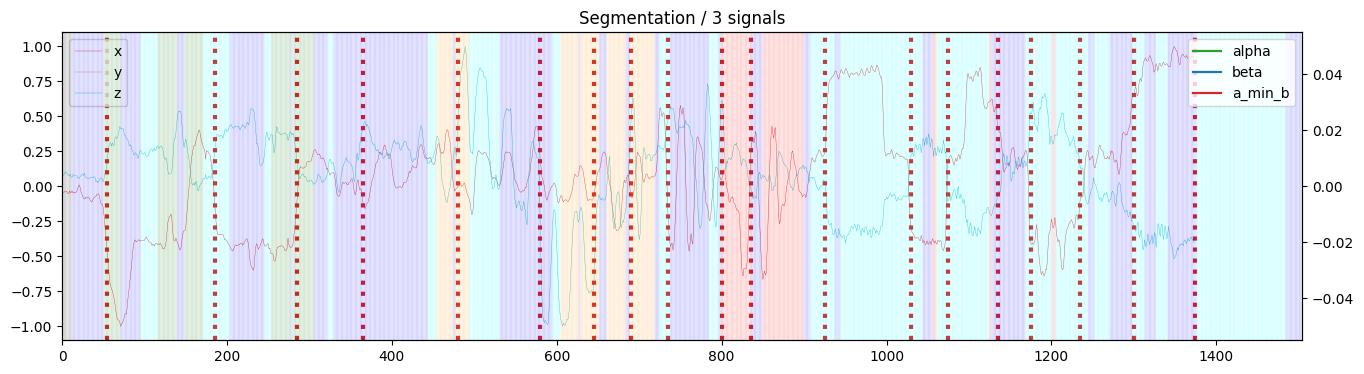 Segmentation / 3 signals
1.00
0.75
0.50
0.25
0.00
−0.25
−0.50
−0.75
−1.00
x
y
z
alpha
beta
a_min_b
0.04
0.02
0.00
−0.02
−0.04
0 200 400 600 800 1000 1200 1400